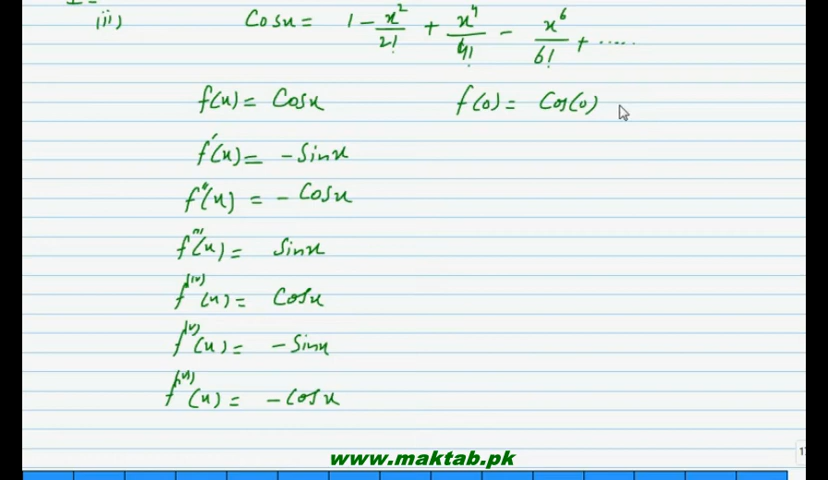 iii) Cosx = 1 - x²/2! + x⁴/4! - x⁶/6! + .....
f(x) = Cosx f(0) = Cos(0)
f'(x) = - Sinx
f"(x) = - Cosx
f'''(x) = Sinx
f(iv)(x) = Cosx
f(v)(x) = - Sinx
f(vi)(x) = - Cosx
www.maktab.pk